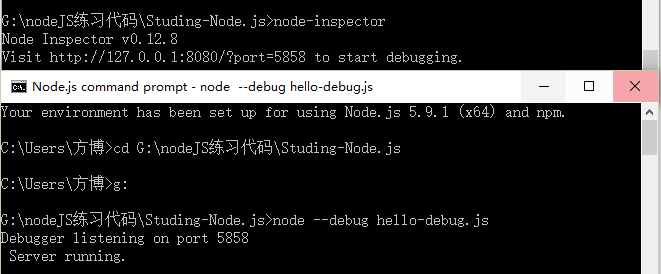 G:\nodeJS练习代码\Studing-Node.js>node-inspector
Node Inspector v0.12.8
Visit http://127.0.0.1:8080/?port=5858 to start debugging.
Node.js command prompt - node  --debug hello-debug.js
Your environment has been set up for using Node.js 5.9.1 (x64) and npm.
C:\Users\方博>cd G:\nodeJS练习代码\Studing-Node.js
C:\Users\方博>g:
G:\nodeJS练习代码\Studing-Node.js>node --debug hello-debug.js
Debugger listening on port 5858
 Server running.